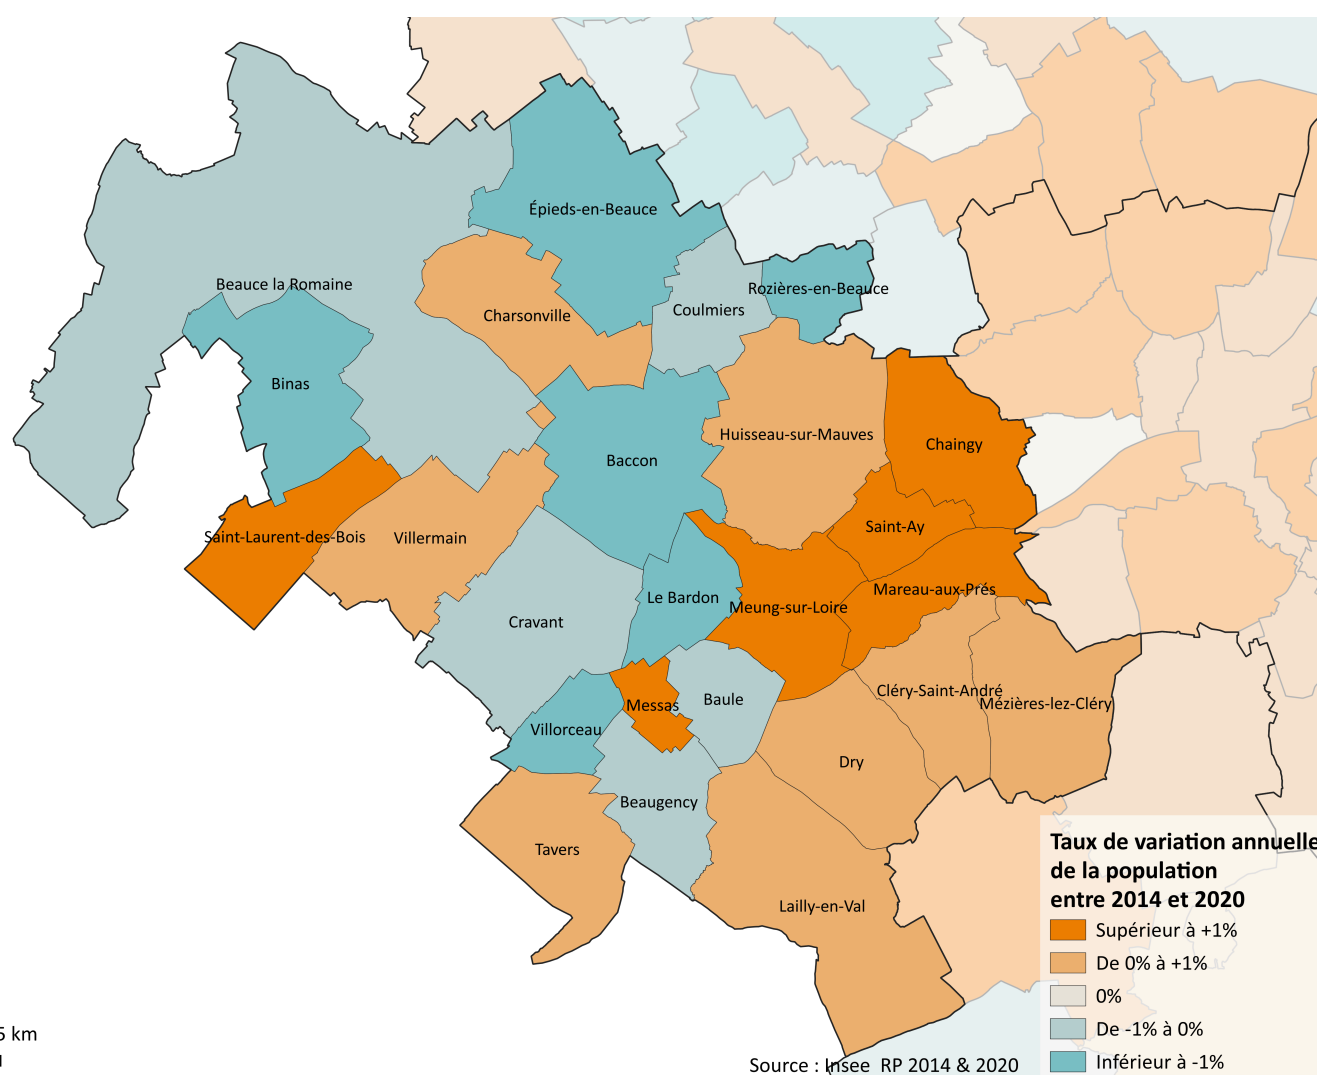 Épieds-en-Beauce
Beauce la Romaine
Rozières-en-Beauce
Coulmiers
Charsonville
Binas
Huisseau-sur-Mauves
Chaingy
Baccon
Saint-Ay
Saint-Laurent-des-Bois
Villermain
Mareau-aux-Prés
Le Bardon
Meung-sur-Loire
Cravant
Cléry-Saint-André
Baule
Messas
Mézières-lez-Cléry
Villorceau
Dry
Beaugency
Tavers
Lailly-en-Val
Taux de variation annuelle
de la population
entre 2014 et 2020
Supérieur à +1%
De 0% à +1%
0%
De -1% à 0%
Inférieur à -1%
5 km
Source : Insee RP 2014 & 2020